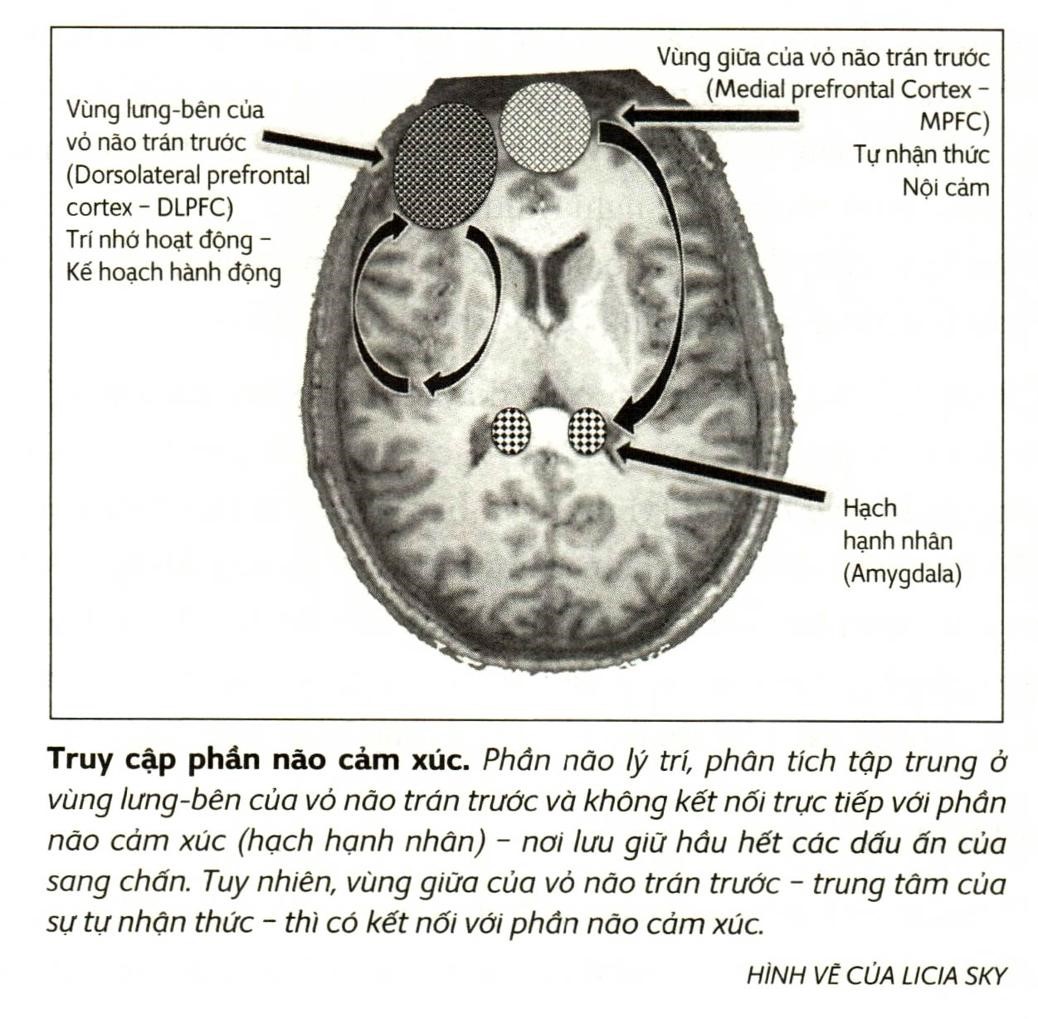 Vùng lưng-bên của
vỏ não trán trước
(Dorsolateral prefrontal
cortex – DLPFC)
Trí nhớ hoạt động –
Kế hoạch hành động
Vùng giữa của vỏ não trán trước
(Medial prefrontal Cortex –
MPFC)
Tự nhận thức
Nội cảm
Hạch
hạnh nhân
(Amygdala)
Truy cập phần não cảm xúc. Phần não lý trí, phân tích tập trung ở
vùng lưng-bên của vỏ não trán trước và không kết nối trực tiếp với phần
não cảm xúc (hạch hạnh nhân) – nơi lưu giữ hầu hết các dấu ấn của
sang chấn. Tuy nhiên, vùng giữa của vỏ não trán trước – trung tâm của
sự tự nhận thức – thì có kết nối với phần não cảm xúc.
HÌNH VẼ CỦA LICIA SKY